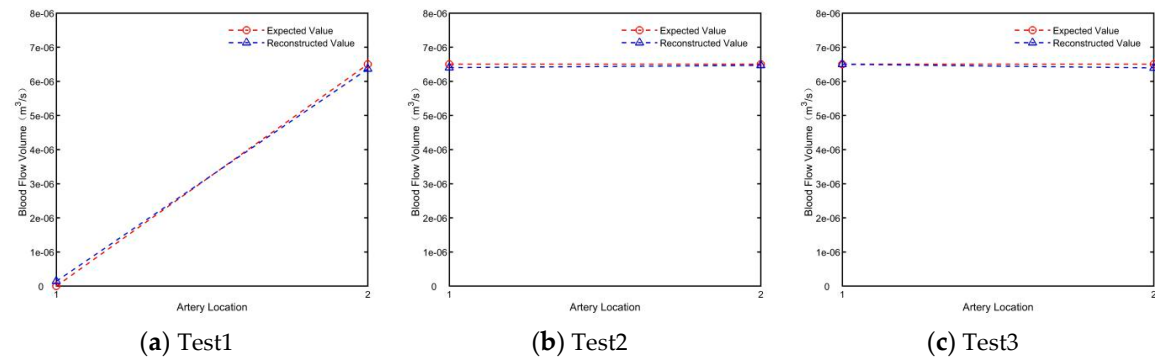 8e-06
7e-06
6e-06
5e-06
4e-06
3e-06
2e-06
1e-06
0
Blood Flow Volume（m³/s）
Expected Value
Reconstructed Value
1
2
Artery Location
(a) Test1
8e-06
7e-06
6e-06
5e-06
4e-06
3e-06
2e-06
1e-06
0
Blood Flow Volume（m³/s）
Expected Value
Reconstructed Value
1
2
Artery Location
(b) Test2
8e-06
7e-06
6e-06
5e-06
4e-06
3e-06
2e-06
1e-06
0
Blood Flow Volume（m³/s）
Expected Value
Reconstructed Value
1
2
Artery Location
(c) Test3